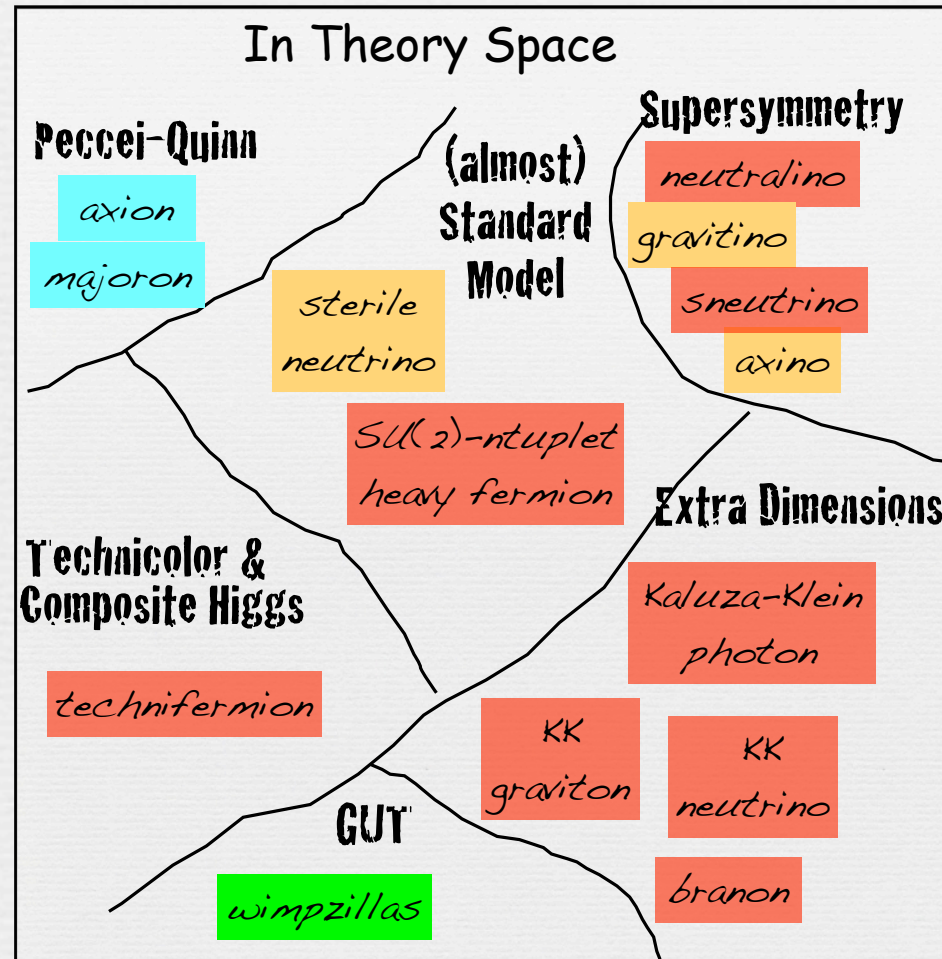 In Theory Space
Peccei-Quinn
axion
majoron
(almost)
Standard
Model
sterile
neutrino
SU(2)-ntuplet
heavy fermion
Supersymmetry
neutralino
gravitino
sneutrino
axino
Technicolor &
Composite Higgs
technifermion
Extra Dimensions
Kaluza-Klein
photon
KK
graviton
KK
neutrino
branon
GUT
wimpzillas